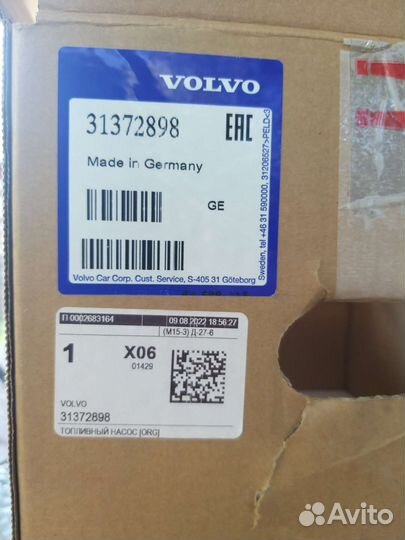 VOLVO
31372898
EAC
Made in Germany
GE
Volvo Car Corp. Cust. Service, S-405 31 Göteborg
Sweden, tel +46 31 590000, 31206527>PELD<3
П 0002683164
09 08 2022 18:56:27
(М15-3) Д-27-6
1
X06
01429
VOLVO
31372898
ТОПЛИВНЫЙ НАСОС [ORG]
Avito